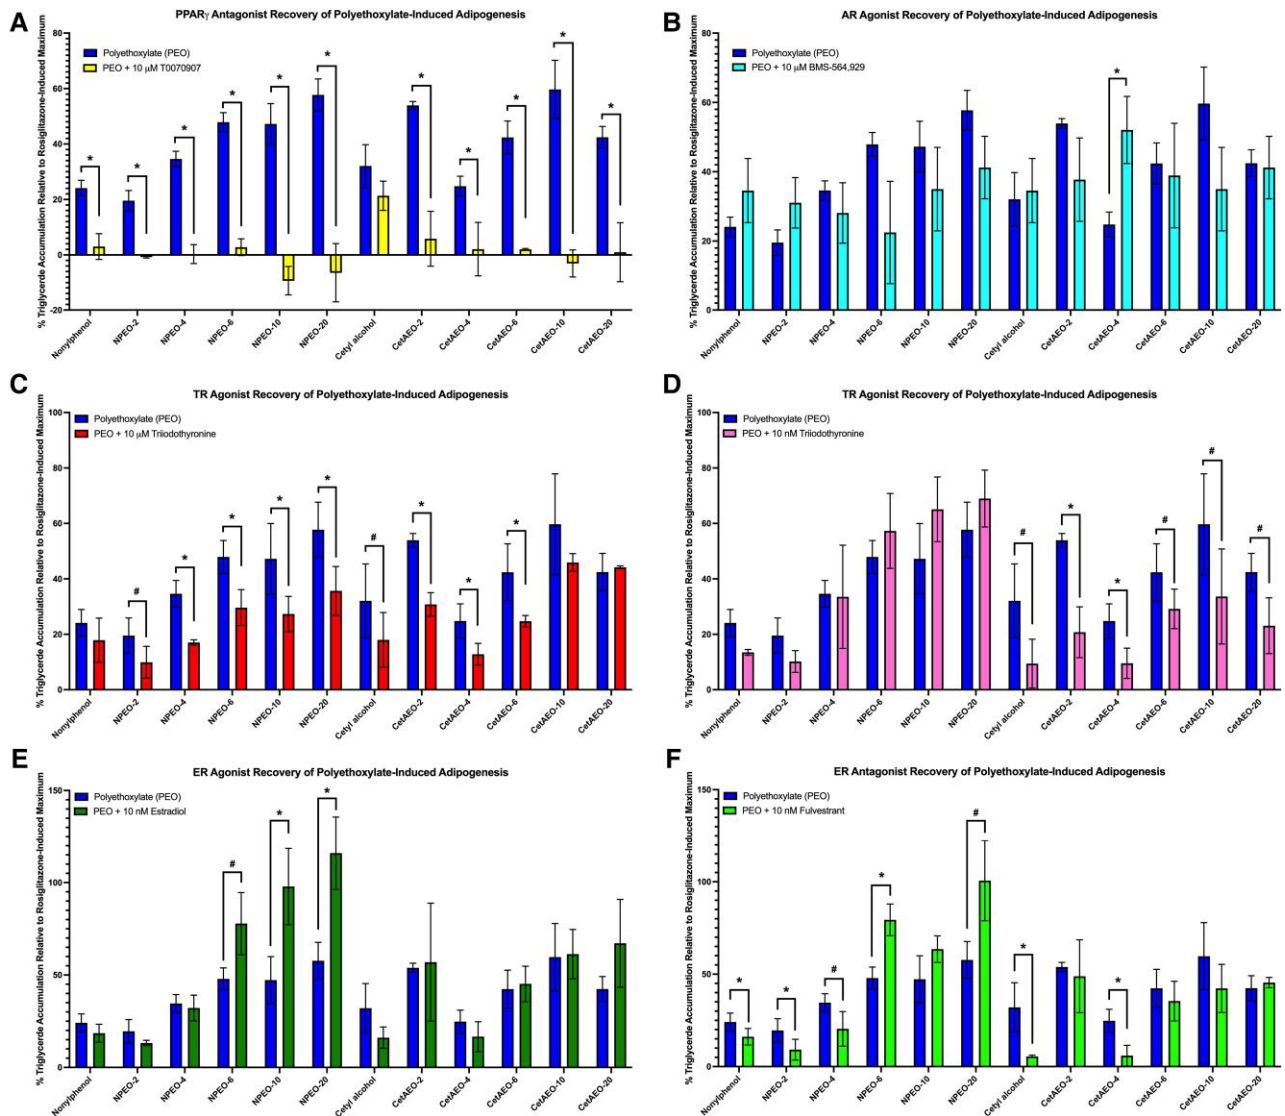 A
PPARγ Antagonist Recovery of Polyethoxylate-Induced Adipogenesis
% Triglycerde Accumulation Relative to Rosiglitazone-Induced Maximum
80
60
40
20
0
-20
Polyethoxylate (PEO)
PEO + 10 μM T0070907
* * * * * * * * * * *
Nonylphenol NPEO-2 NPEO-4 NPEO-6 NPEO-10 NPEO-20 Cetyl alcohol CetAEO-2 CetAEO-4 CetAEO-6 CetAEO-10 CetAEO-20
B
AR Agonist Recovery of Polyethoxylate-Induced Adipogenesis
% Triglycerde Accumulation Relative to Rosiglitazone-Induced Maximum
80
60
40
20
0
Polyethoxylate (PEO)
PEO + 10 μM BMS-564,929
*
Nonylphenol NPEO-2 NPEO-4 NPEO-6 NPEO-10 NPEO-20 Cetyl alcohol CetAEO-2 CetAEO-4 CetAEO-6 CetAEO-10 CetAEO-20
C
TR Agonist Recovery of Polyethoxylate-Induced Adipogenesis
% Triglycerde Accumulation Relative to Rosiglitazone-Induced Maximum
100
80
60
40
20
0
Polyethoxylate (PEO)
PEO + 10 μM Triiodothyronine
# * * * * # * * *
Nonylphenol NPEO-2 NPEO-4 NPEO-6 NPEO-10 NPEO-20 Cetyl alcohol CetAEO-2 CetAEO-4 CetAEO-6 CetAEO-10 CetAEO-20
D
TR Agonist Recovery of Polyethoxylate-Induced Adipogenesis
% Triglycerde Accumulation Relative to Rosiglitazone-Induced Maximum
100
80
60
40
20
0
Polyethoxylate (PEO)
PEO + 10 nM Triiodothyronine
# * * # # #
Nonylphenol NPEO-2 NPEO-4 NPEO-6 NPEO-10 NPEO-20 Cetyl alcohol CetAEO-2 CetAEO-4 CetAEO-6 CetAEO-10 CetAEO-20
E
ER Agonist Recovery of Polyethoxylate-Induced Adipogenesis
% Triglycerde Accumulation Relative to Rosiglitazone-Induced Maximum
150
100
50
0
Polyethoxylate (PEO)
PEO + 10 nM Estradiol
# * *
Nonylphenol NPEO-2 NPEO-4 NPEO-6 NPEO-10 NPEO-20 Cetyl alcohol CetAEO-2 CetAEO-4 CetAEO-6 CetAEO-10 CetAEO-20
F
ER Antagonist Recovery of Polyethoxylate-Induced Adipogenesis
% Triglycerde Accumulation Relative to Rosiglitazone-Induced Maximum
150
100
50
0
Polyethoxylate (PEO)
PEO + 10 nM Fulvestrant
* * # * # * *
Nonylphenol NPEO-2 NPEO-4 NPEO-6 NPEO-10 NPEO-20 Cetyl alcohol CetAEO-2 CetAEO-4 CetAEO-6 CetAEO-10 CetAEO-20